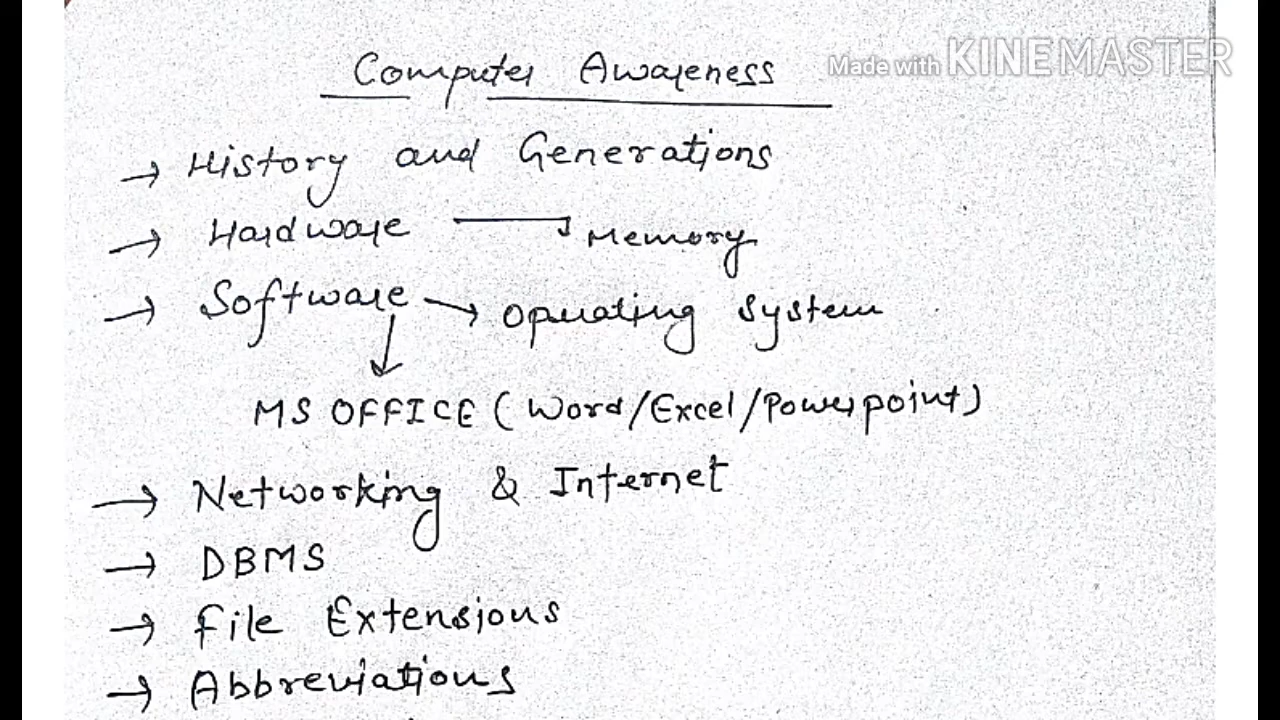 Computer Awareness
Made with KINEMASTER
→ History and Generations
→ Hardware → Memory
→ Software → Operating System
↓
MS OFFICE (Word/Excel/Powerpoint)
→ Networking & Internet
→ DBMS
→ File Extensions
→ Abbreviations